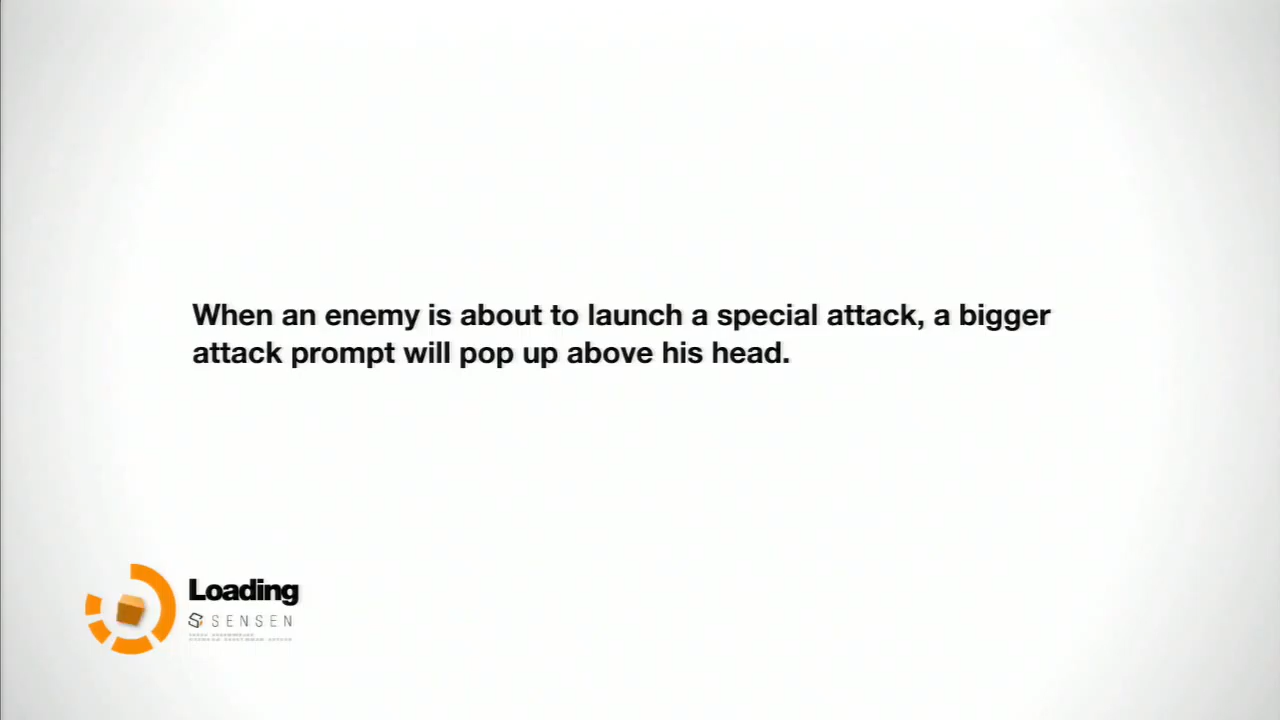 When an enemy is about to launch a special attack, a bigger
attack prompt will pop up above his head.
Loading
SENSEN